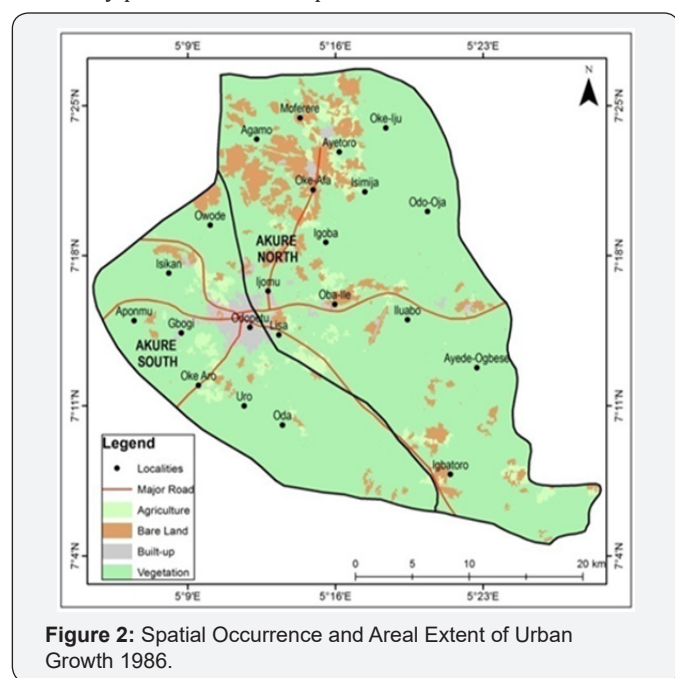 5°9'E 5°16'E 5°23'E
N
7°25'N 7°25'N
Moferere
Oke-Iju
Agamo
Ayetoro
Oke-Afa
Isimija
Odo-Oja
Owode
Igoba
AKURE
NORTH
7°18'N 7°18'N
Isikan
Ijomu
Oba-Ile
Aponmu
Gbogi
Odopetu
Lisa
Iluabo
AKURE
SOUTH
Ayede-Ogbese
Oke Aro
Uro
7°11'N 7°11'N
Oda
Igbatoro
Legend
Localities
Major Road
Agriculture
Bare Land
Built-up
Vegetation
7°4'N 7°4'N
0 5 10 20 km
5°9'E 5°16'E 5°23'E
Figure 2: Spatial Occurrence and Areal Extent of Urban
Growth 1986.